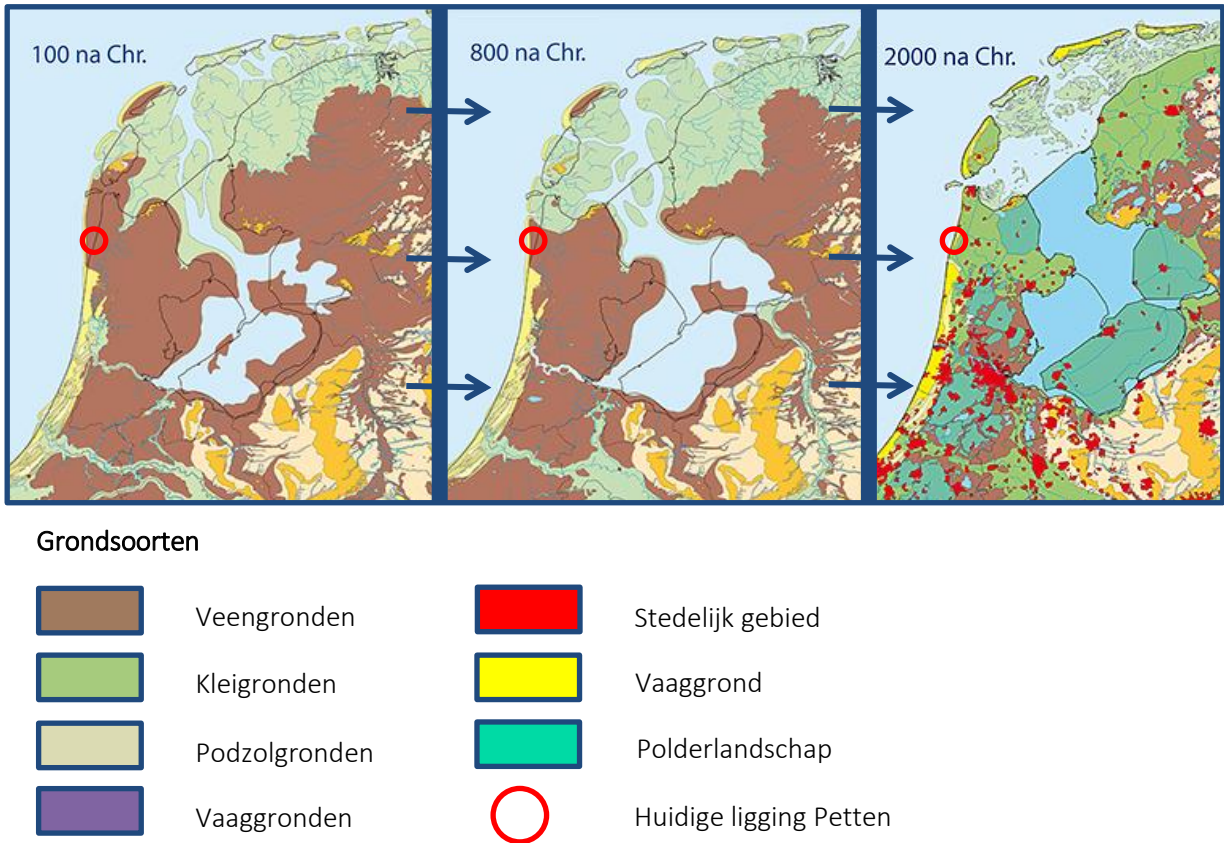 100 na Chr.
800 na Chr.
2000 na Chr.
Grondsoorten
Veengronden
Kleigronden
Podzolgronden
Vaaggronden
Stedelijk gebied
Vaaggrond
Polderlandschap
Huidige ligging Petten